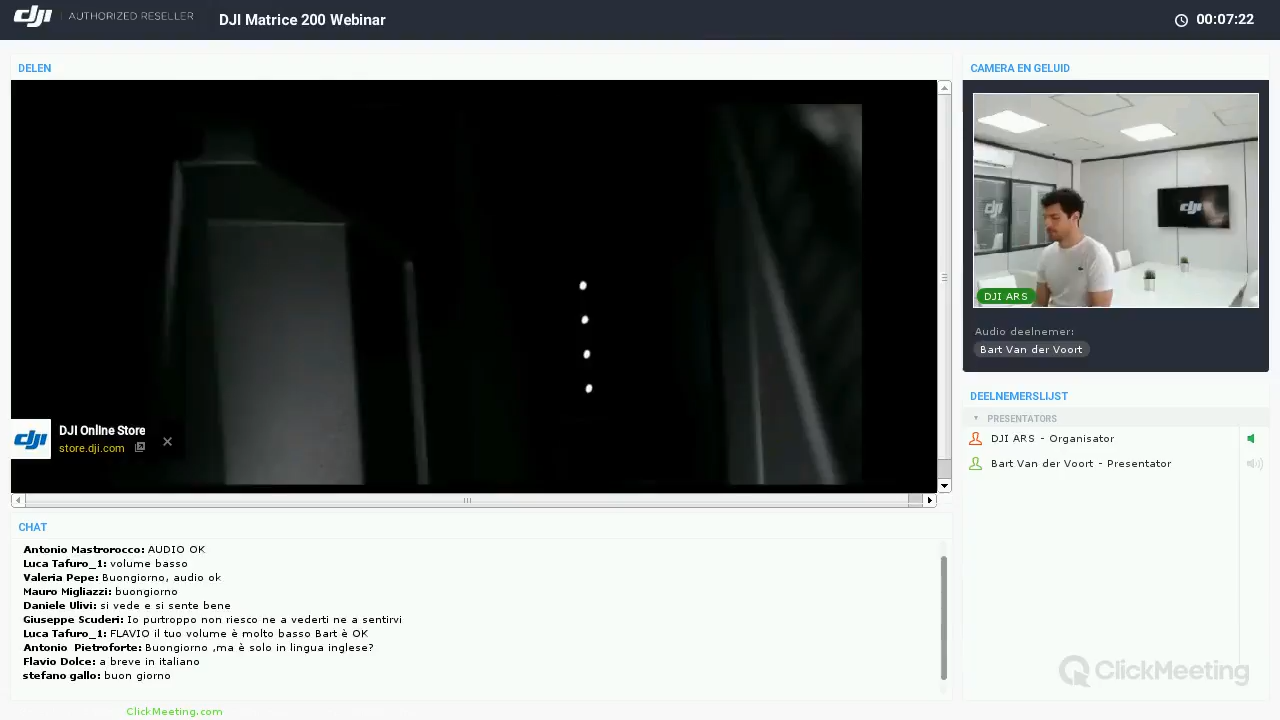 dji AUTHORIZED RESELLER
DJI Matrice 200 Webinar
00:07:22
DELEN
dji
DJI Online Store
store.dji.com
CHAT
Antonio Mastrorocco: AUDIO OK
Luca Tafuro_1: volume basso
Valeria Pepe: Buongiorno, audio ok
Mauro Migliazzi: buongiorno
Daniele Ulivi: si vede e si sente bene
Giuseppe Scuderi: Io purtroppo non riesco ne a vederti ne a sentirvi
Luca Tafuro_1: FLAVIO il tuo volume è molto basso Bart è OK
Antonio Pietroforte: Buongiorno ,ma è solo in lingua inglese?
Flavio Dolce: a breve in italiano
stefano gallo: buon giorno
ClickMeeting.com
CAMERA EN GELUID
dji
dji
DJI ARS
Audio deelnemer:
Bart Van der Voort
DEELNEMERSLIJST
PRESENTATORS
DJI ARS - Organisator
Bart Van der Voort - Presentator
ClickMeeting